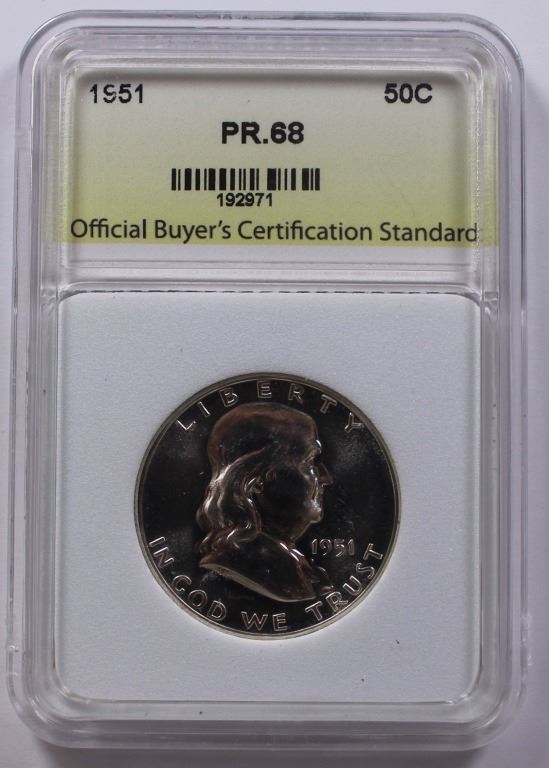 1951 50C
PR.68
192971
Official Buyer's Certification Standard
LIBERTY
1951
IN GOD WE TRUST